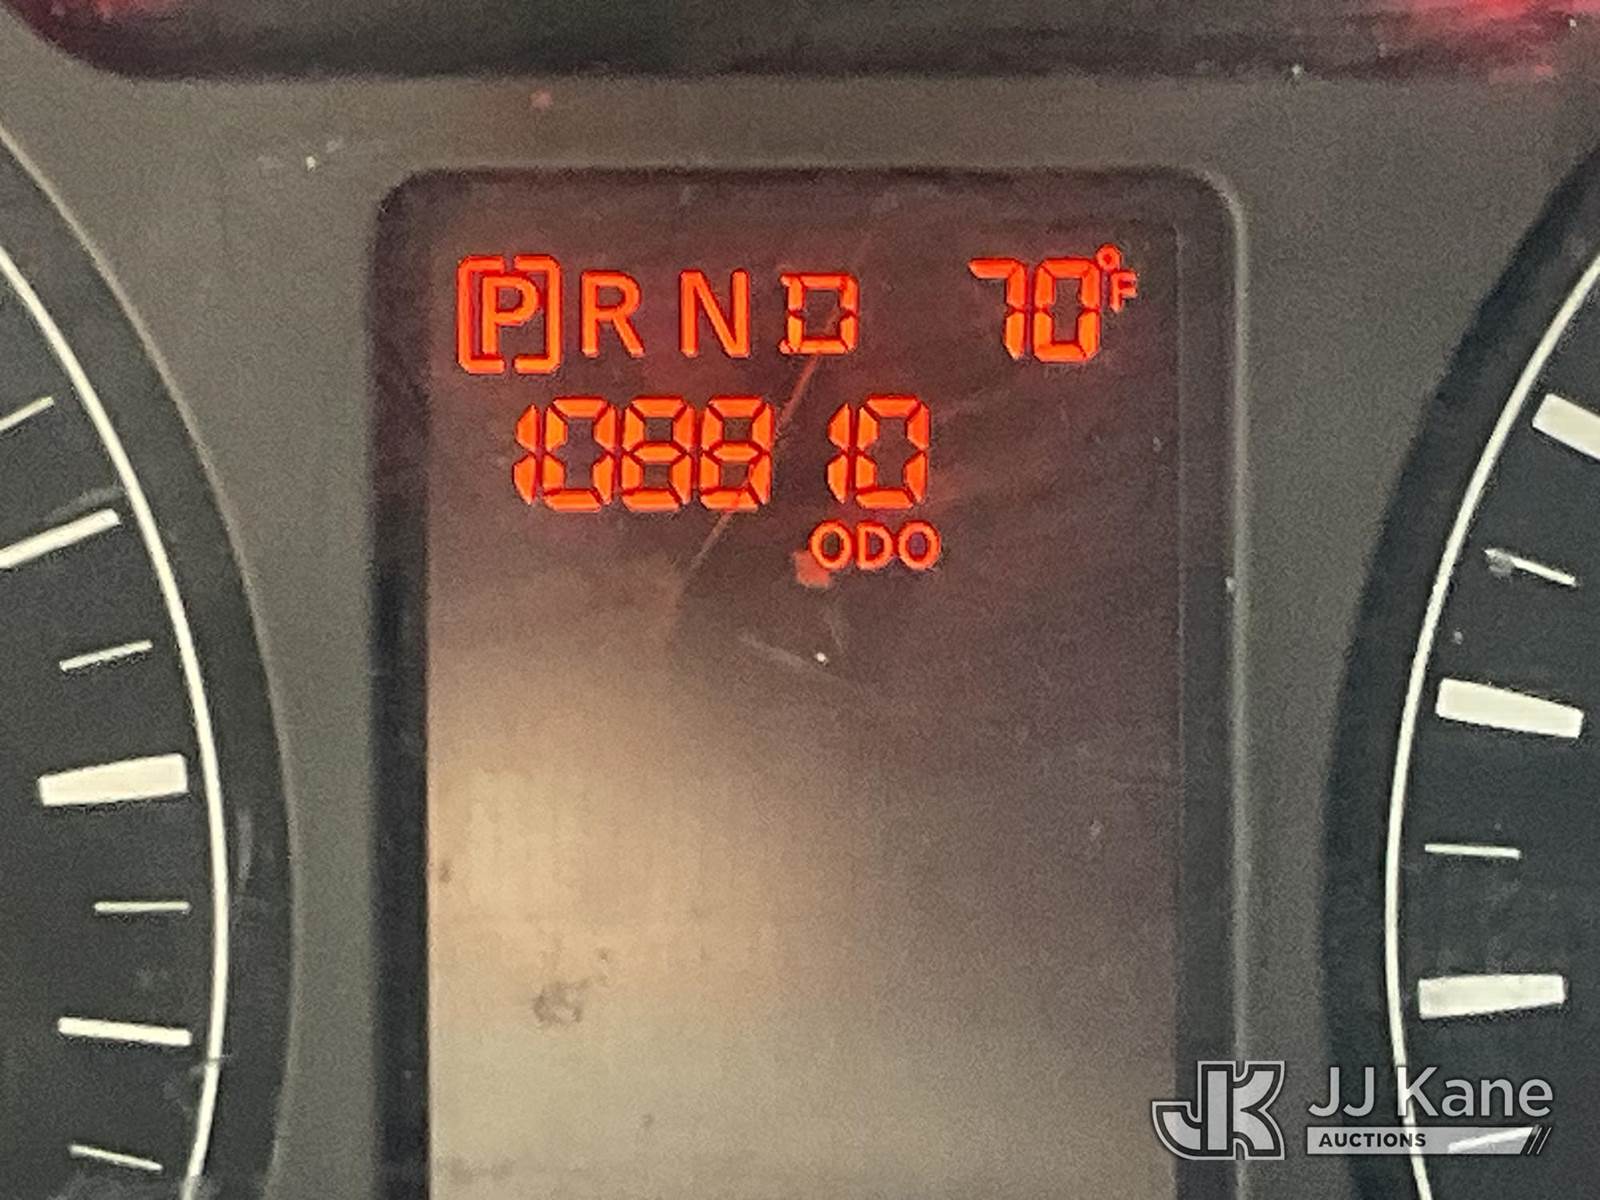 [P] R N D 70°F
108810
ODO
JK JJ Kane
AUCTIONS